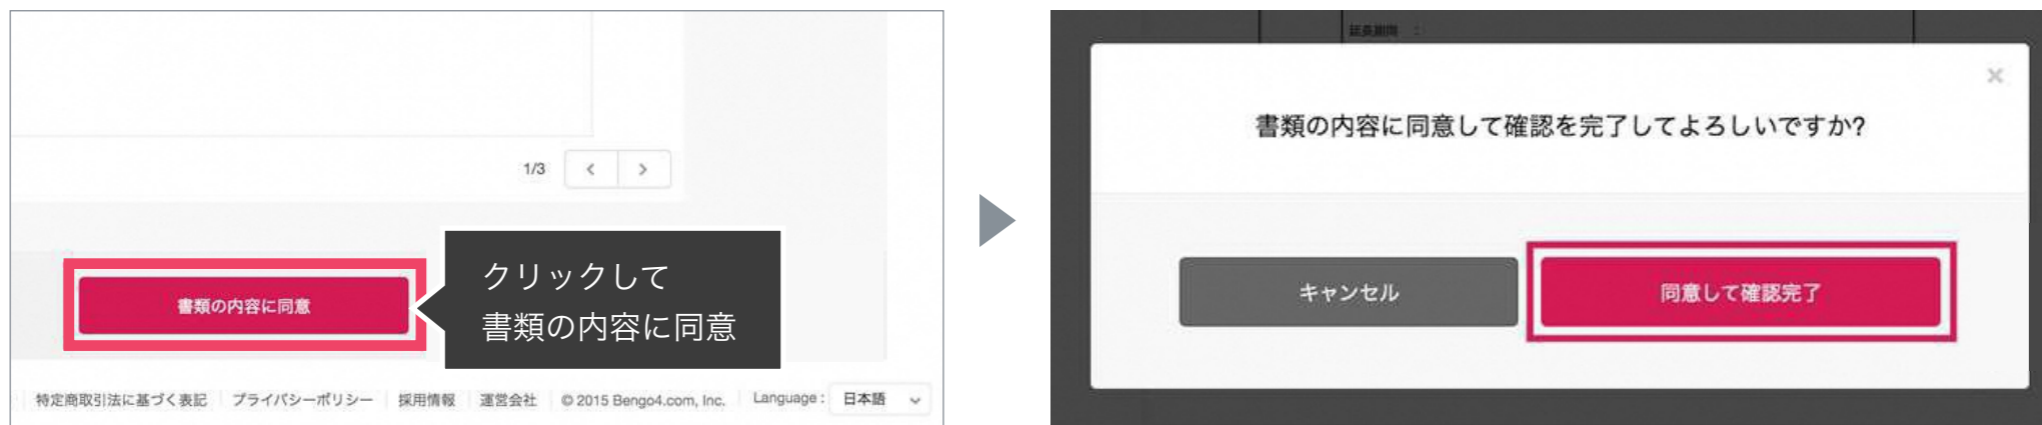 1/3
書類の内容に同意
クリックして
書類の内容に同意
特定商取引法に基づく表記 プライバシーポリシー 採用情報 運営会社 © 2015 Bengo4.com, Inc. Language : 日本語
延長期間 :
書類の内容に同意して確認を完了してよろしいですか?
キャンセル
同意して確認完了